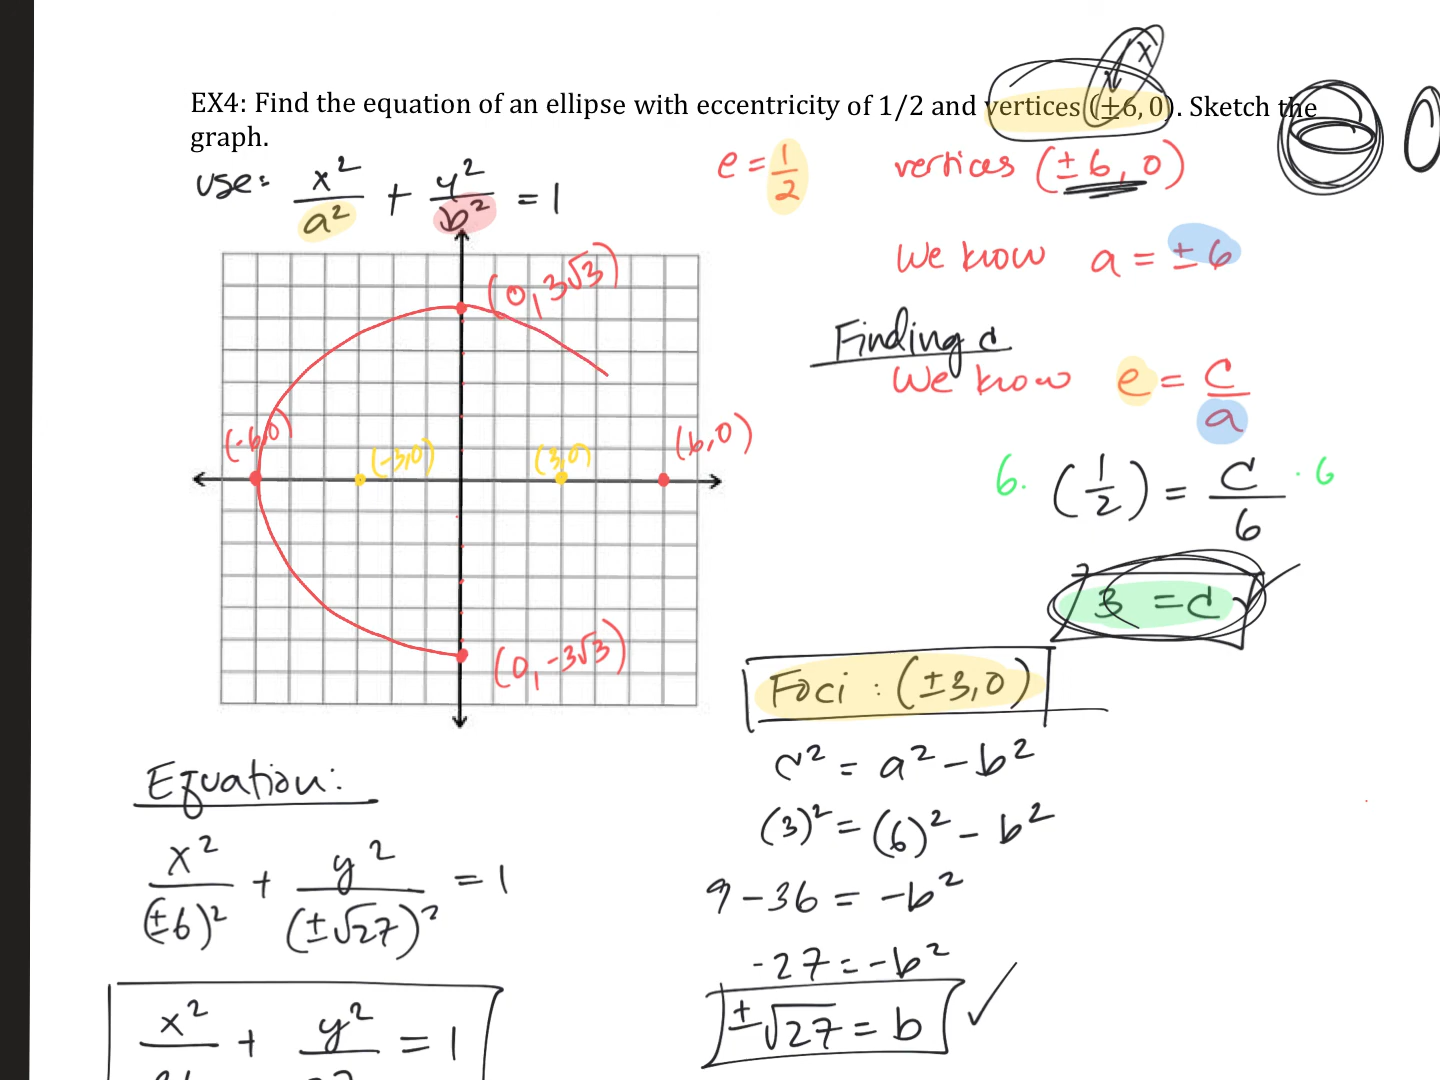 EX4: Find the equation of an ellipse with eccentricity of 1/2 and vertices (±6, 0). Sketch the
graph.
use: x²/a² + y²/b² = 1
e = 1/2
vertices (±6, 0)
We know a = ±6
Finding c
We know e = c/a
6 · (1/2) = c/6 · 6
3 = c
Foci : (±3, 0)
c² = a² − b²
(3)² = (6)² − b²
9 − 36 = −b²
-27 = −b²
±√27 = b
(0, 3√3)
(-6,0)
(-3,0)
(3,0)
(6,0)
(0, -3√3)
Equation:
x²/(±6)² + y²/(±√27)² = 1
x² + y² = 1